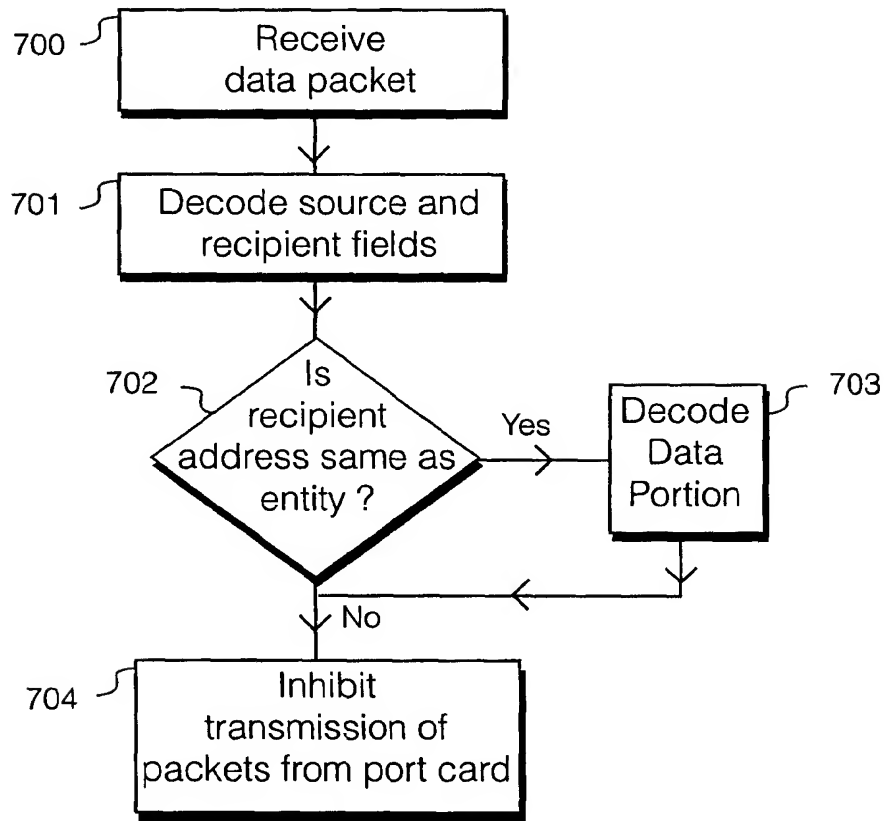 700
Receive
data packet
701
Decode source and
recipient fields
702
Is
recipient
address same as
entity ?
Yes
703
Decode
Data
Portion
No
704
Inhibit
transmission of
packets from port card